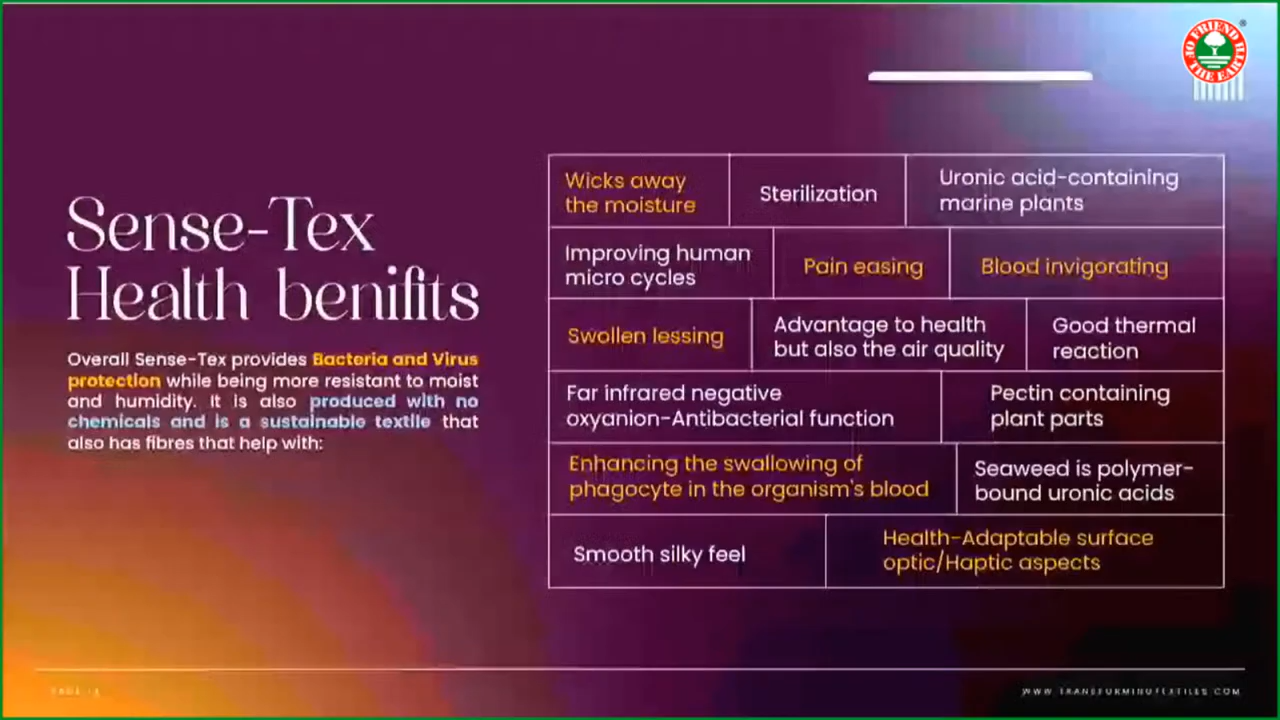 Sense-Tex
Health benifits
Overall Sense-Tex provides Bacteria and Virus
protection while being more resistant to moist
and humidity. It is also produced with no
chemicals and is a sustainable textile that
also has fibres that help with:
Wicks away
the moisture
Sterilization
Uronic acid-containing
marine plants
Improving human
micro cycles
Pain easing
Blood invigorating
Swollen lessing
Advantage to health
but also the air quality
Good thermal
reaction
Far infrared negative
oxyanion-Antibacterial function
Pectin containing
plant parts
Enhancing the swallowing of
phagocyte in the organism's blood
Seaweed is polymer-
bound uronic acids
Smooth silky feel
Health-Adaptable surface
optic/Haptic aspects
FRIEND
THE EARTH
®
PAGE
WWW.TRANSFORMINGTEXTILES.COM